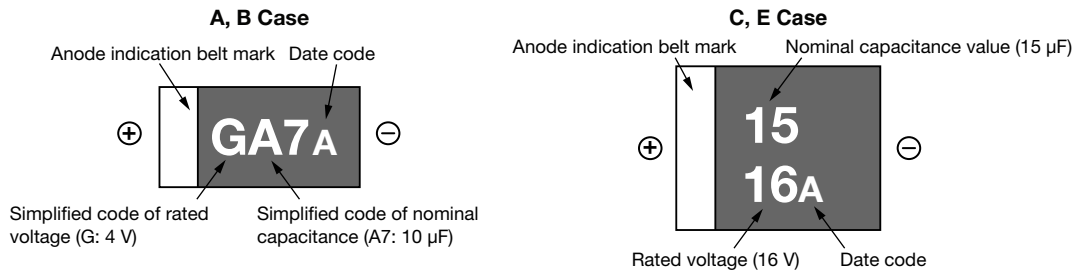 A, B Case
Anode indication belt mark Date code
⊕ GA7A ⊖
Simplified code of rated
voltage (G: 4 V)
Simplified code of nominal
capacitance (A7: 10 µF)
C, E Case
Anode indication belt mark Nominal capacitance value (15 µF)
15
⊕ ⊖
16A
Rated voltage (16 V) Date code